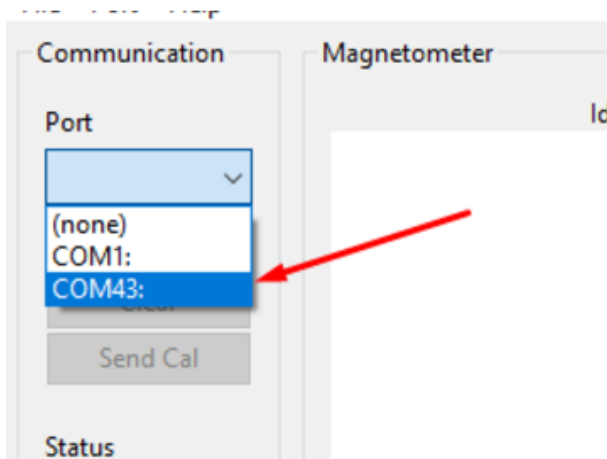 Communication
Magnetometer
Port
(none)
COM1:
COM43:
Send Cal
Status